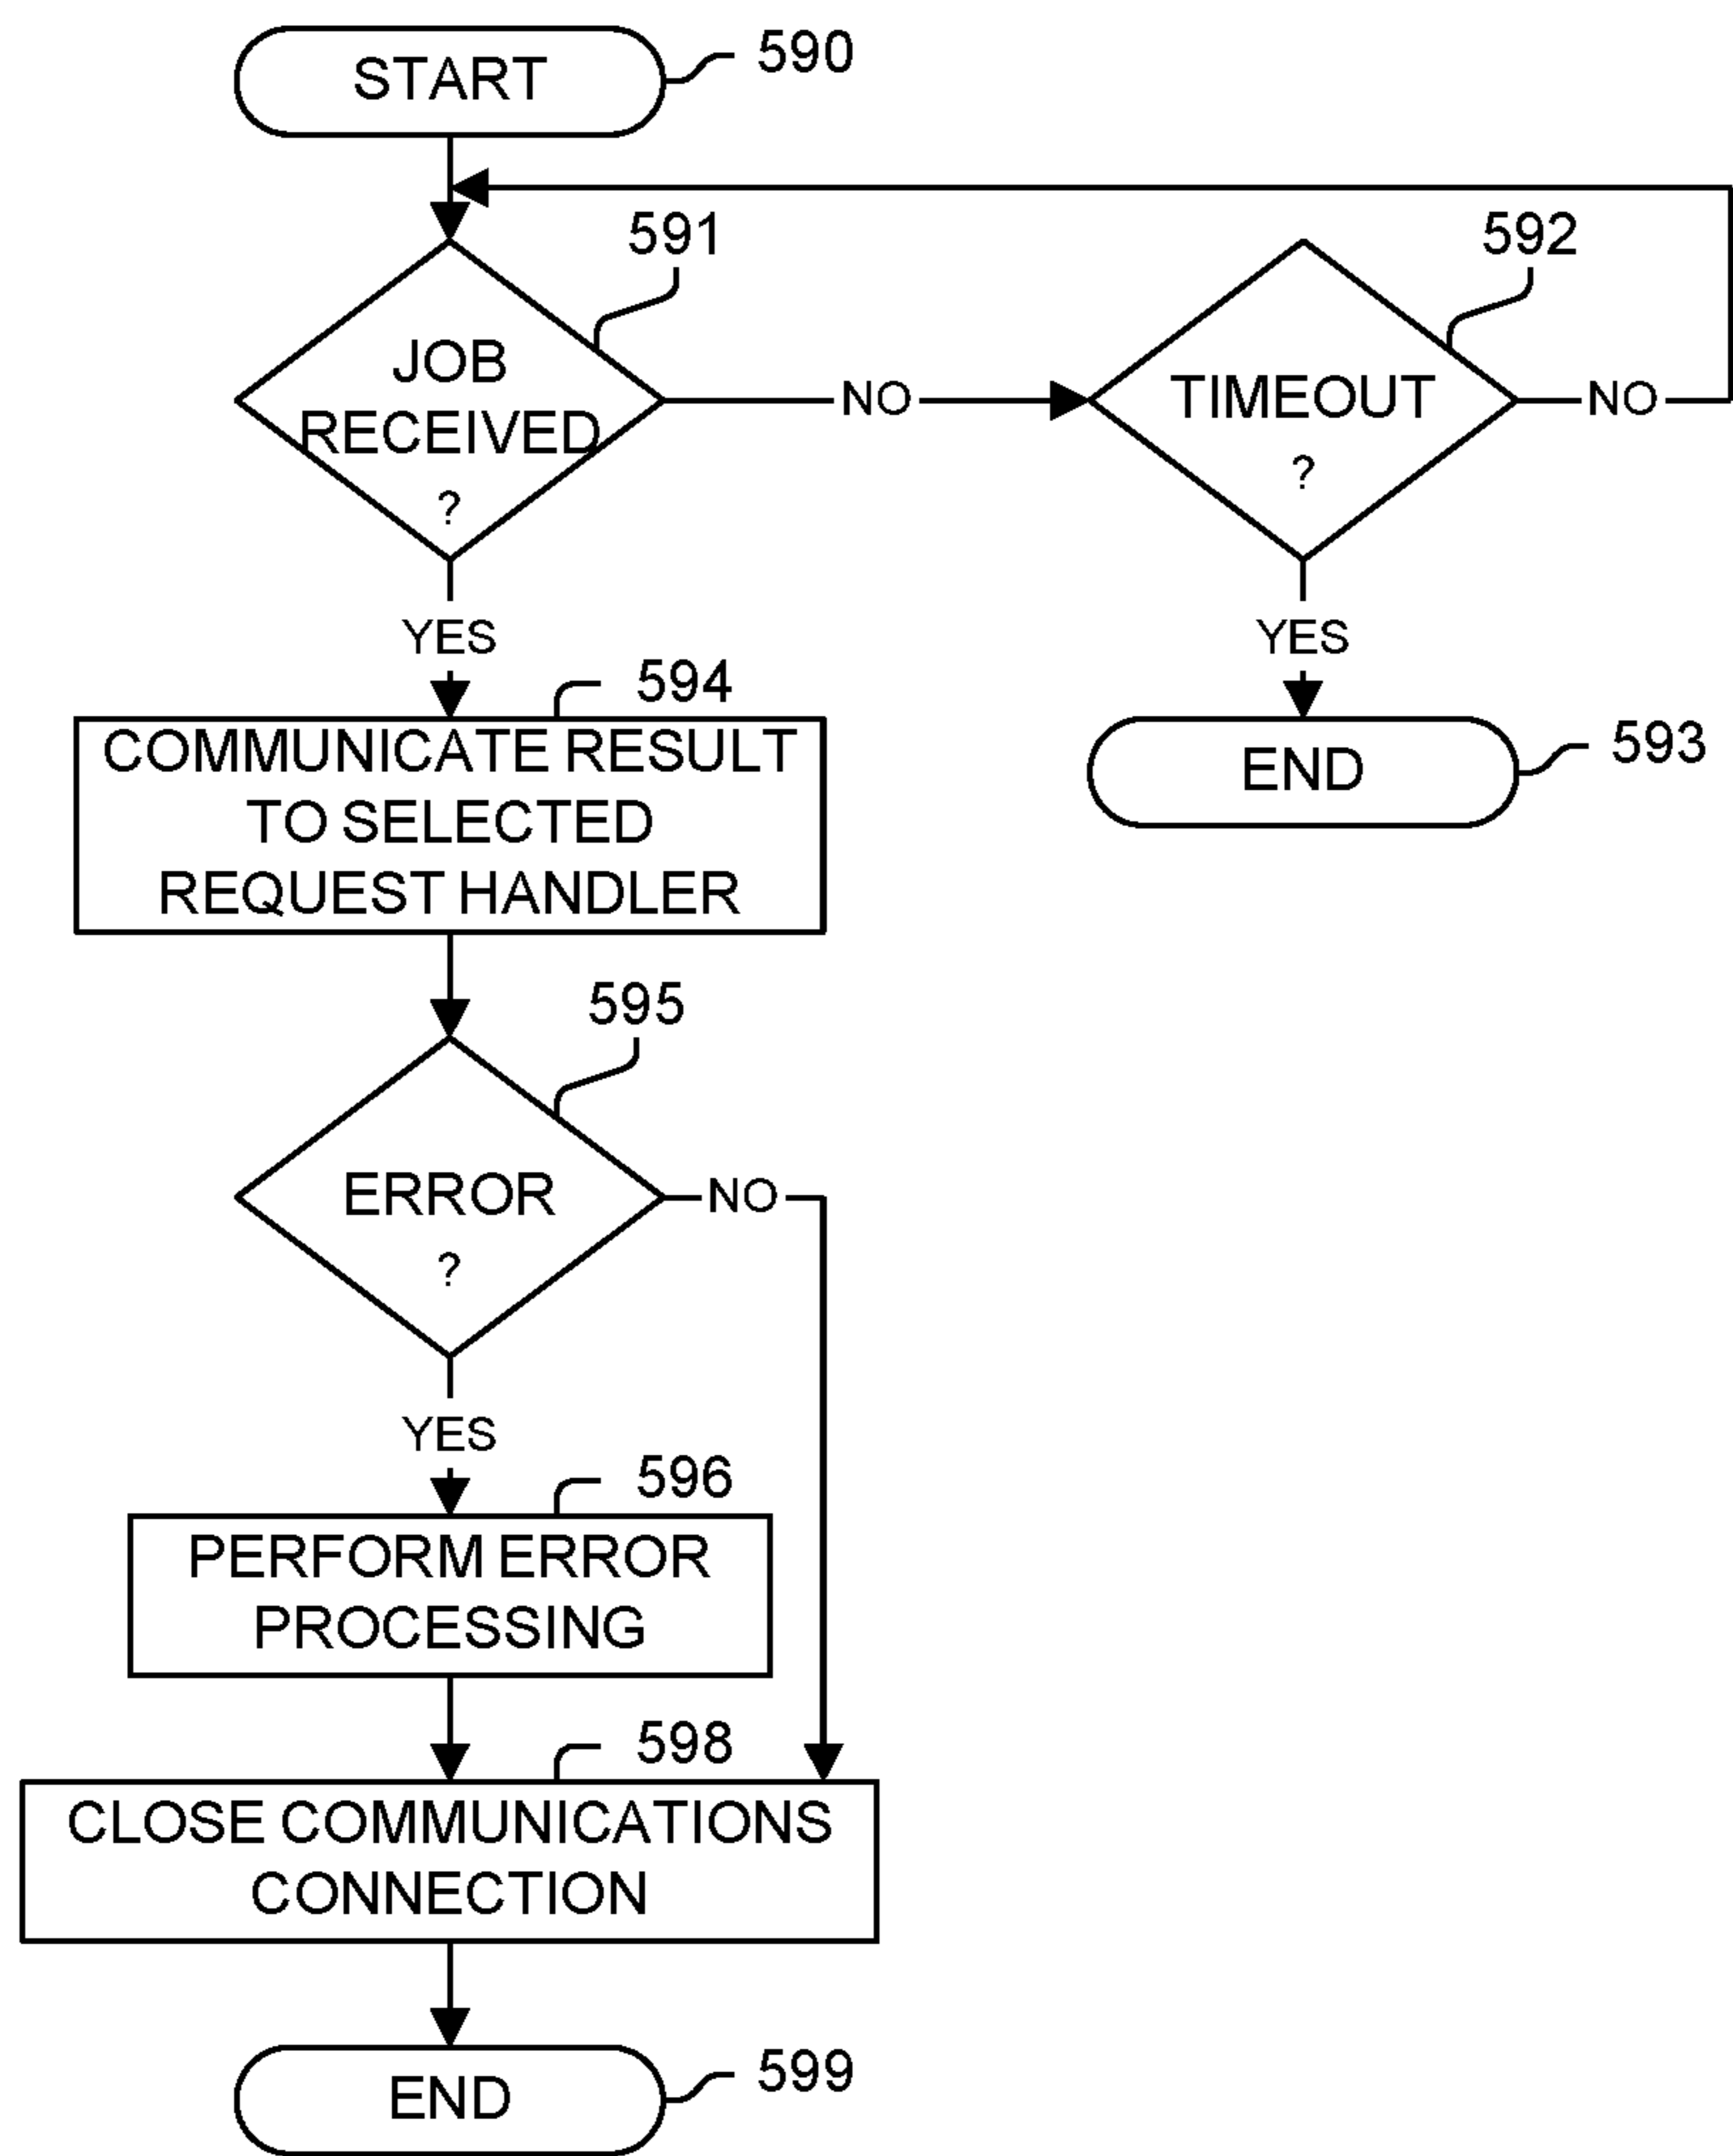 START
590
591
592
JOB
RECEIVED
?
NO
TIMEOUT
?
NO
YES
YES
594
COMMUNICATE RESULT
TO SELECTED
REQUEST HANDLER
END
593
595
ERROR
?
NO
YES
596
PERFORM ERROR
PROCESSING
598
CLOSE COMMUNICATIONS
CONNECTION
END
599